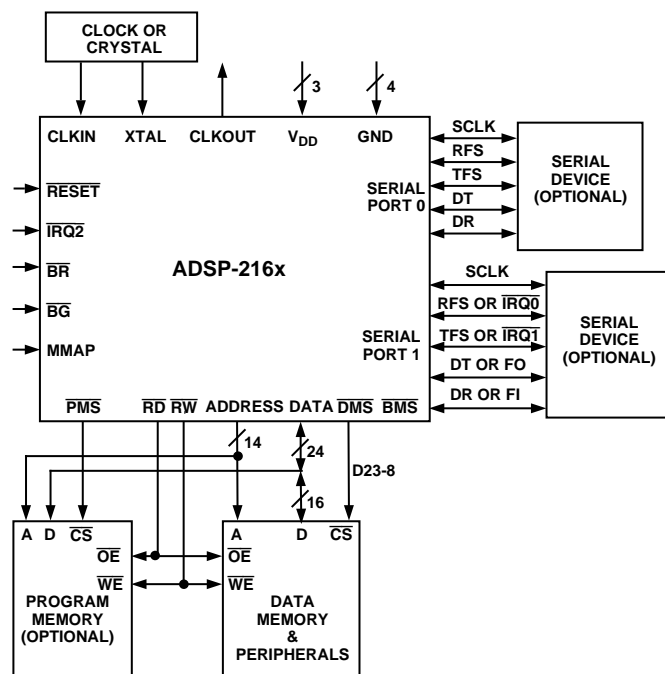 CLOCK OR
CRYSTAL
3
4
CLKIN XTAL CLKOUT VDD GND
SCLK
RFS
TFS
DT
DR
SERIAL
PORT 0
SERIAL
DEVICE
(OPTIONAL)
RESET
IRQ2
BR
BG
MMAP
ADSP-216x
SCLK
RFS OR IRQ0
TFS OR IRQ1
DT OR FO
DR OR FI
SERIAL
PORT 1
SERIAL
DEVICE
(OPTIONAL)
PMS RD RW ADDRESS DATA DMS BMS
14
24
D23-8
16
A D CS
OE
WE
PROGRAM
MEMORY
(OPTIONAL)
A D CS
OE
WE
DATA
MEMORY
&
PERIPHERALS